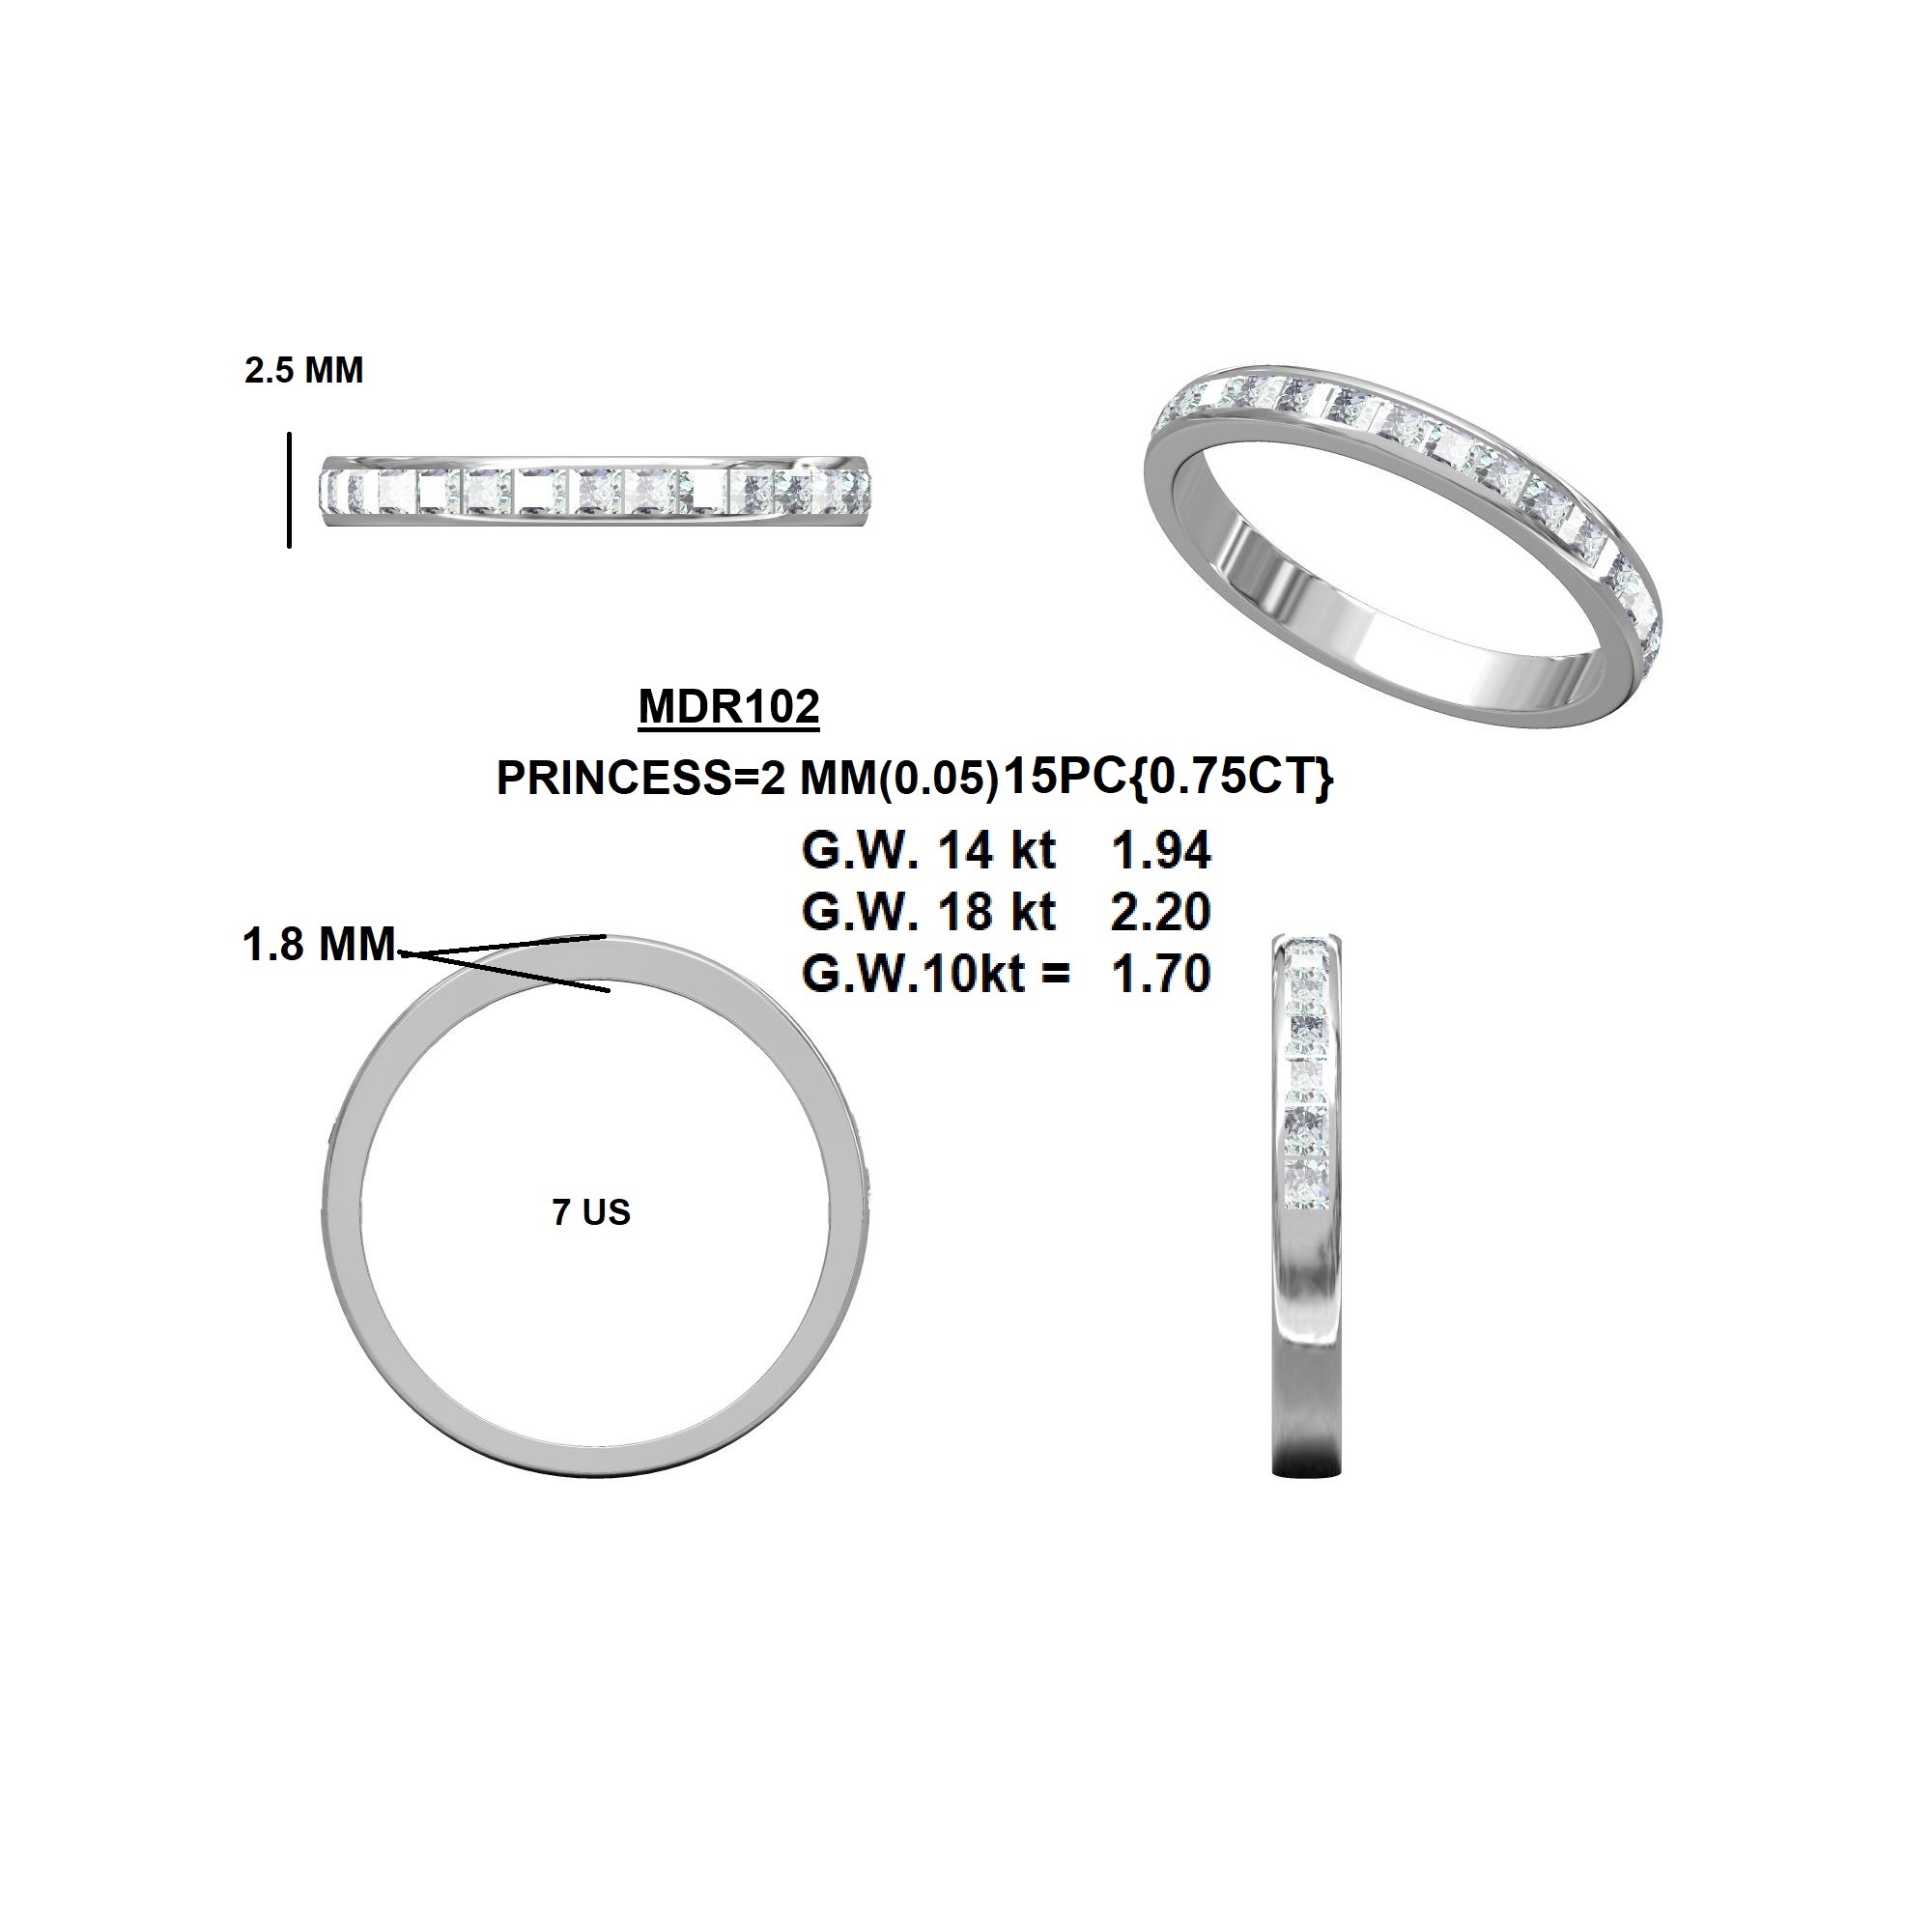 2.5 MM
MDR102
PRINCESS=2 MM(0.05)15PC{0.75CT}
G.W. 14 kt 1.94
G.W. 18 kt 2.20
G.W.10kt = 1.70
1.8 MM
7 US